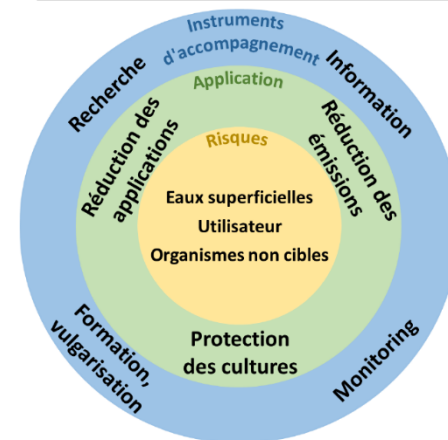 Instruments
d'accompagnement
Recherche
Information
Application
Réduction des
applications
Réduction des
émissions
Risques
Eaux superficielles
Utilisateur
Organismes non cibles
Protection
des cultures
Formation,
vulgarisation
Monitoring